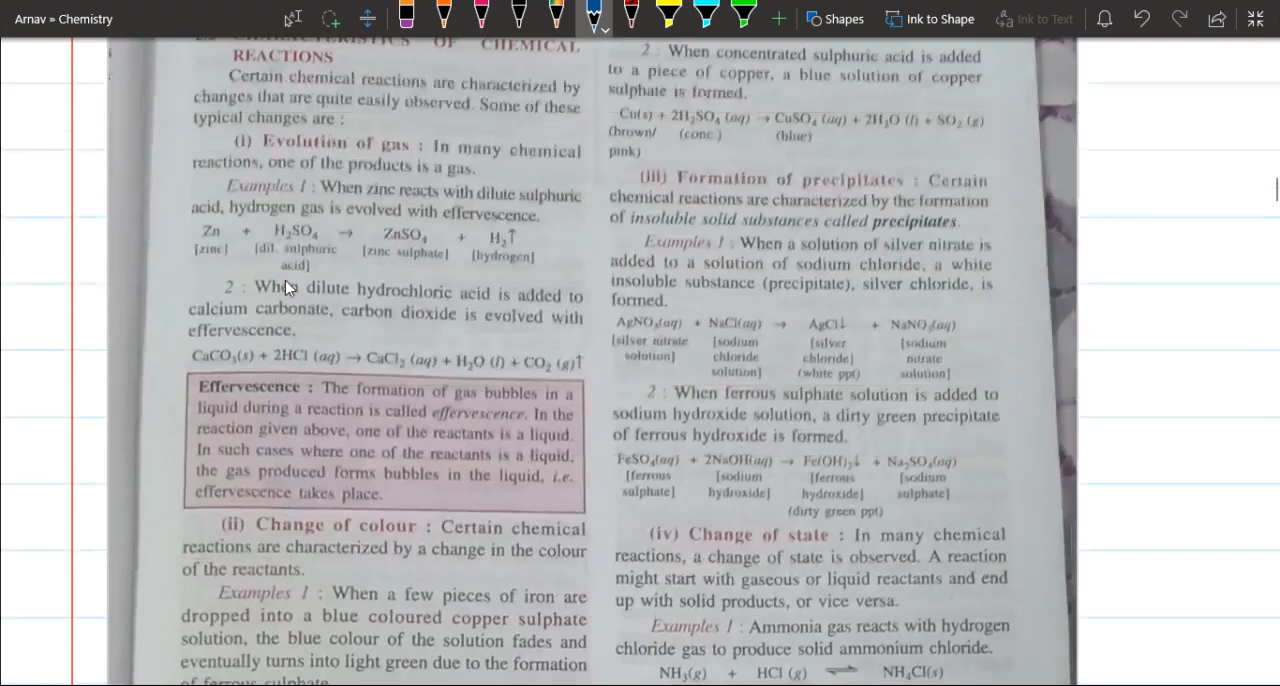 Arnav » Chemistry
Shapes
Ink to Shape
Ink to Text
CHARACTERISTICS OF CHEMICAL
REACTIONS
Certain chemical reactions are characterized by
changes that are quite easily observed. Some of these
typical changes are :
(i) Evolution of gas : In many chemical
reactions, one of the products is a gas.
Examples 1 : When zinc reacts with dilute sulphuric
acid, hydrogen gas is evolved with effervescence.
Zn + H₂SO₄ → ZnSO₄ + H₂↑
[zinc] [dil. sulphuric [zinc sulphate] [hydrogen]
acid]
2 : When dilute hydrochloric acid is added to
calcium carbonate, carbon dioxide is evolved with
effervescence.
CaCO₃(s) + 2HCl (aq) → CaCl₂ (aq) + H₂O (l) + CO₂ (g)↑
Effervescence : The formation of gas bubbles in a
liquid during a reaction is called effervescence. In the
reaction given above, one of the reactants is a liquid.
In such cases where one of the reactants is a liquid,
the gas produced forms bubbles in the liquid, i.e.
effervescence takes place.
(ii) Change of colour : Certain chemical
reactions are characterized by a change in the colour
of the reactants.
Examples 1 : When a few pieces of iron are
dropped into a blue coloured copper sulphate
solution, the blue colour of the solution fades and
eventually turns into light green due to the formation
of ferrous sulphate.
2 : When concentrated sulphuric acid is added
to a piece of copper, a blue solution of copper
sulphate is formed.
Cu(s) + 2H₂SO₄ (aq) → CuSO₄ (aq) + 2H₂O (l) + SO₂ (g)
(brown/ (conc.) (blue)
pink)
(iii) Formation of precipitates : Certain
chemical reactions are characterized by the formation
of insoluble solid substances called precipitates.
Examples 1 : When a solution of silver nitrate is
added to a solution of sodium chloride, a white
insoluble substance (precipitate), silver chloride, is
formed.
AgNO₃(aq) + NaCl(aq) → AgCl↓ + NaNO₃(aq)
[silver nitrate [sodium [silver [sodium
solution] chloride chloride] nitrate
solution] (white ppt) solution]
2 : When ferrous sulphate solution is added to
sodium hydroxide solution, a dirty green precipitate
of ferrous hydroxide is formed.
FeSO₄(aq) + 2NaOH(aq) → Fe(OH)₂↓ + Na₂SO₄(aq)
[ferrous [sodium [ferrous [sodium
sulphate] hydroxide] hydroxide] sulphate]
(dirty green ppt)
(iv) Change of state : In many chemical
reactions, a change of state is observed. A reaction
might start with gaseous or liquid reactants and end
up with solid products, or vice versa.
Examples 1 : Ammonia gas reacts with hydrogen
chloride gas to produce solid ammonium chloride.
NH₃(g) + HCl (g) ⇌ NH₄Cl(s)